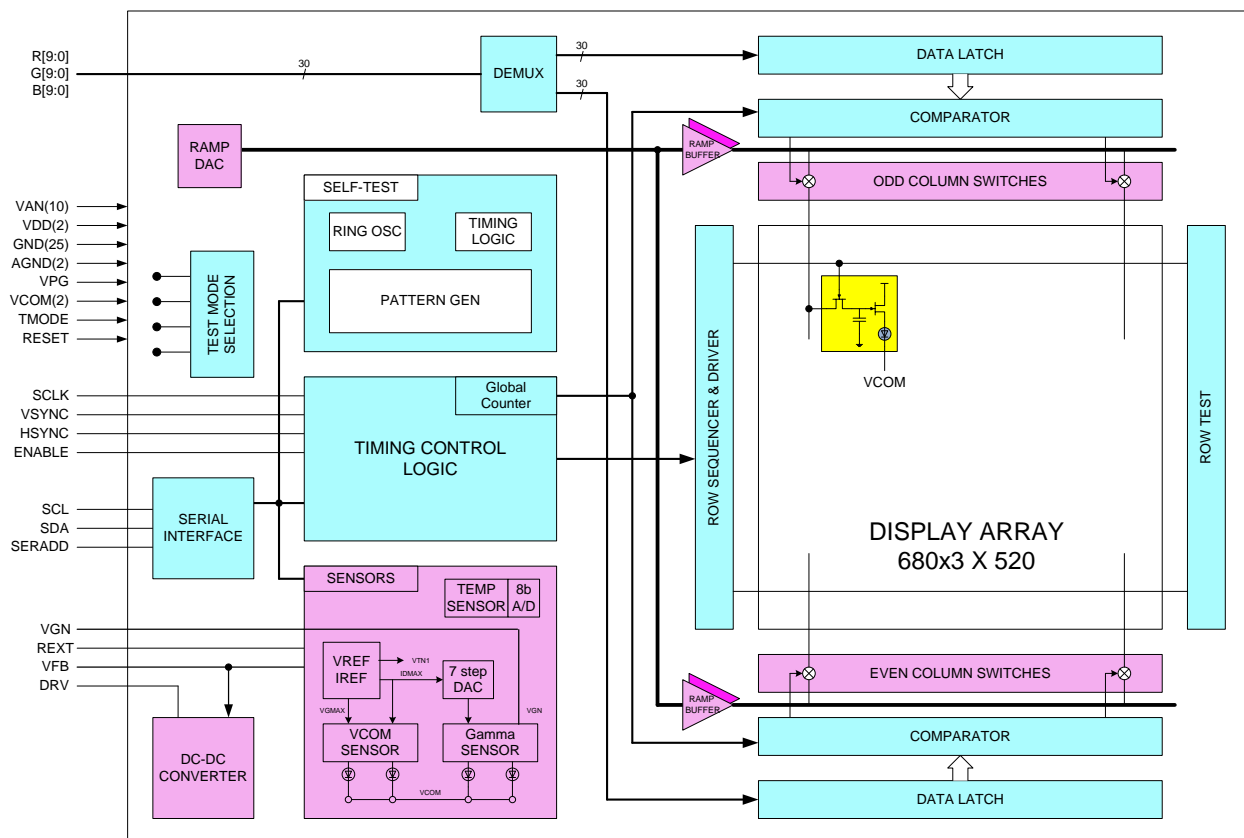 R[9:0]
G[9:0]
B[9:0]
30
DEMUX
30
30
DATA LATCH
COMPARATOR
RAMP
DAC
RAMP
BUFFER
ODD COLUMN SWITCHES
SELF-TEST
RING OSC
TIMING
LOGIC
PATTERN GEN
VAN(10)
VDD(2)
GND(25)
AGND(2)
VPG
VCOM(2)
TMODE
RESET
TEST MODE
SELECTION
SCLK
VSYNC
HSYNC
ENABLE
Global
Counter
TIMING CONTROL
LOGIC
ROW SEQUENCER & DRIVER
VCOM
DISPLAY ARRAY
680x3 X 520
ROW TEST
SCL
SDA
SERADD
SERIAL
INTERFACE
SENSORS
TEMP
SENSOR
8b
A/D
VGN
REXT
VFB
DRV
VREF
IREF
VTN1
IDMAX
7 step
DAC
VGMAX
VGN
VCOM
SENSOR
Gamma
SENSOR
VCOM
DC-DC
CONVERTER
EVEN COLUMN SWITCHES
RAMP
BUFFER
COMPARATOR
DATA LATCH